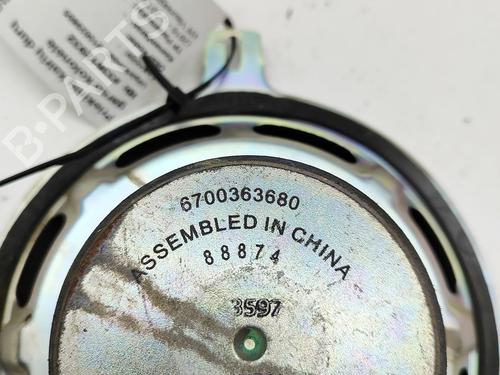 B-PARTS
6700363680
ASSEMBLED IN CHINA
88874
3597